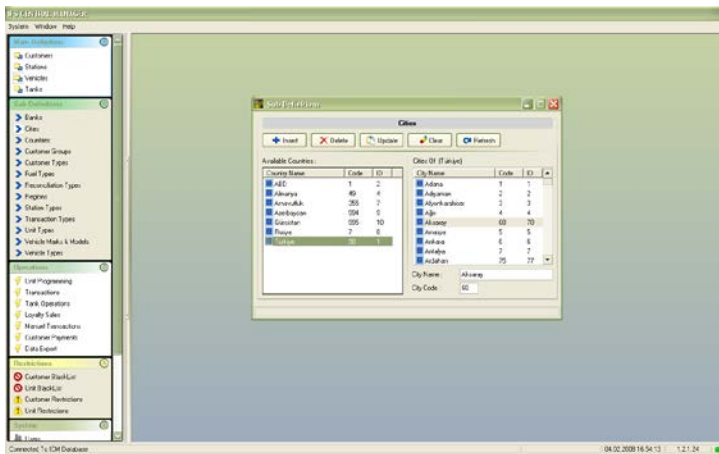 System Window Help
Main Definitions
Customers
Stations
Vehicles
Tanks
Sub Definitions
Banks
Cities
Countries
Customer Groups
Customer Types
Fuel Types
Reconciliation Types
Regions
Station Types
Transaction Types
Unit Types
Vehicle Marks & Models
Vehicle Types
Operations
Unit Programming
Transactions
Tank Operations
Loyalty Sales
Manuel Transactions
Customer Payments
Data Export
Restrictions
Customer BlackList
Unit BlackList
Customer Restrictions
Unit Restrictions
System
Users
Sub Definitions
Cities
Insert Delete Update Clear Refresh
Available Countries :
Country Name Code ID
ABD 1 2
Almanya 49 4
Arnavutluk 355 7
Azerbaycan 994 9
Gürcistan 995 10
Rusya 7 8
Türkiye 90 1
Cities Of (Türkiye)
City Name Code ID
Adana 1 1
Adıyaman 2 2
Afyonkarahisar 3 3
Ağrı 4 4
Aksaray 68 70
Amasya 5 5
Ankara 6 6
Antalya 7 7
Ardahan 75 77
City Name : Aksaray
City Code :
Connected To ICM Database 04.02.2008 16:54:13 1.2.1.24